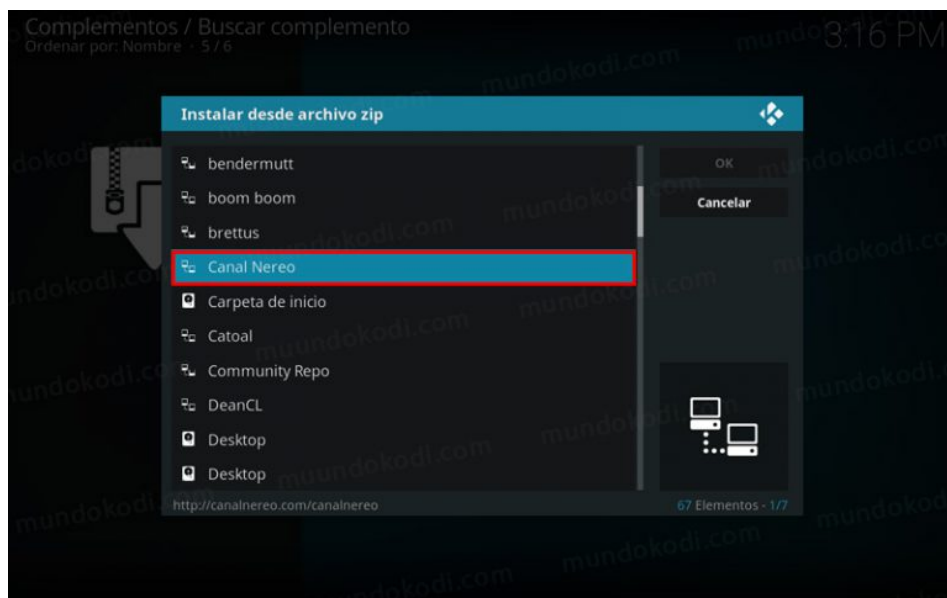 Complementos / Buscar complemento
Ordenar por: Nombre · 5 / 6
3:16 PM
Instalar desde archivo zip
bendermutt
boom boom
brettus
Canal Nereo
Carpeta de inicio
Catoal
Community Repo
DeanCL
Desktop
Desktop
OK
Cancelar
http://canalnereo.com/canalnereo
67 Elementos - 1/7
mundokodi.com